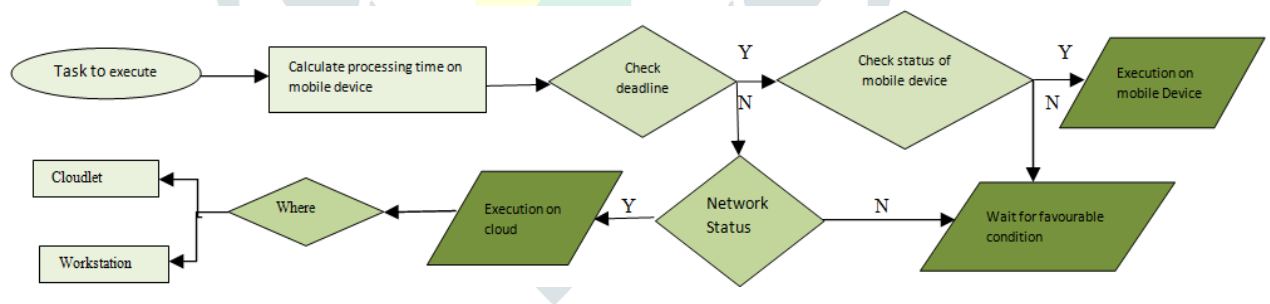 Task to execute
Calculate processing time on
mobile device
Check
deadline
Y
N
Check status of
mobile device
Y
N
Execution on
mobile Device
Cloudlet
Workstation
Where
Execution on
cloud
Y
Network
Status
N
Wait for favourable
condition